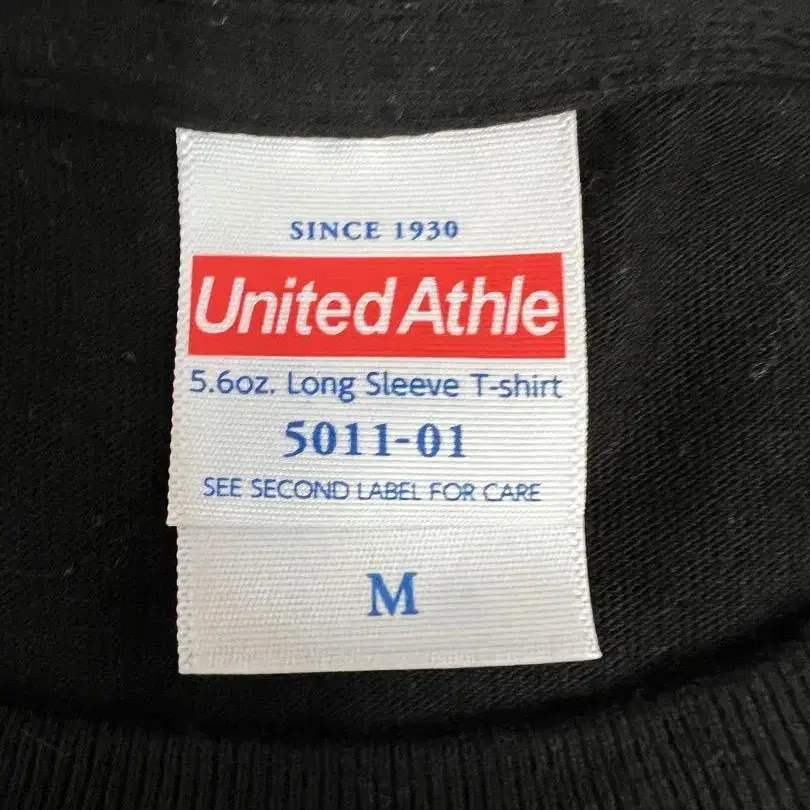 SINCE 1930
United Athle
5.6oz. Long Sleeve T-shirt
5011-01
SEE SECOND LABEL FOR CARE
M